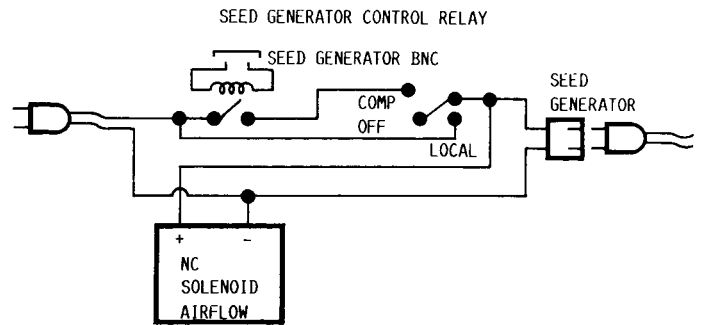 SEED GENERATOR CONTROL RELAY
SEED GENERATOR BNC
SEED
GENERATOR
COMP
OFF
LOCAL
+ -
NC
SOLENOID
AIRFLOW